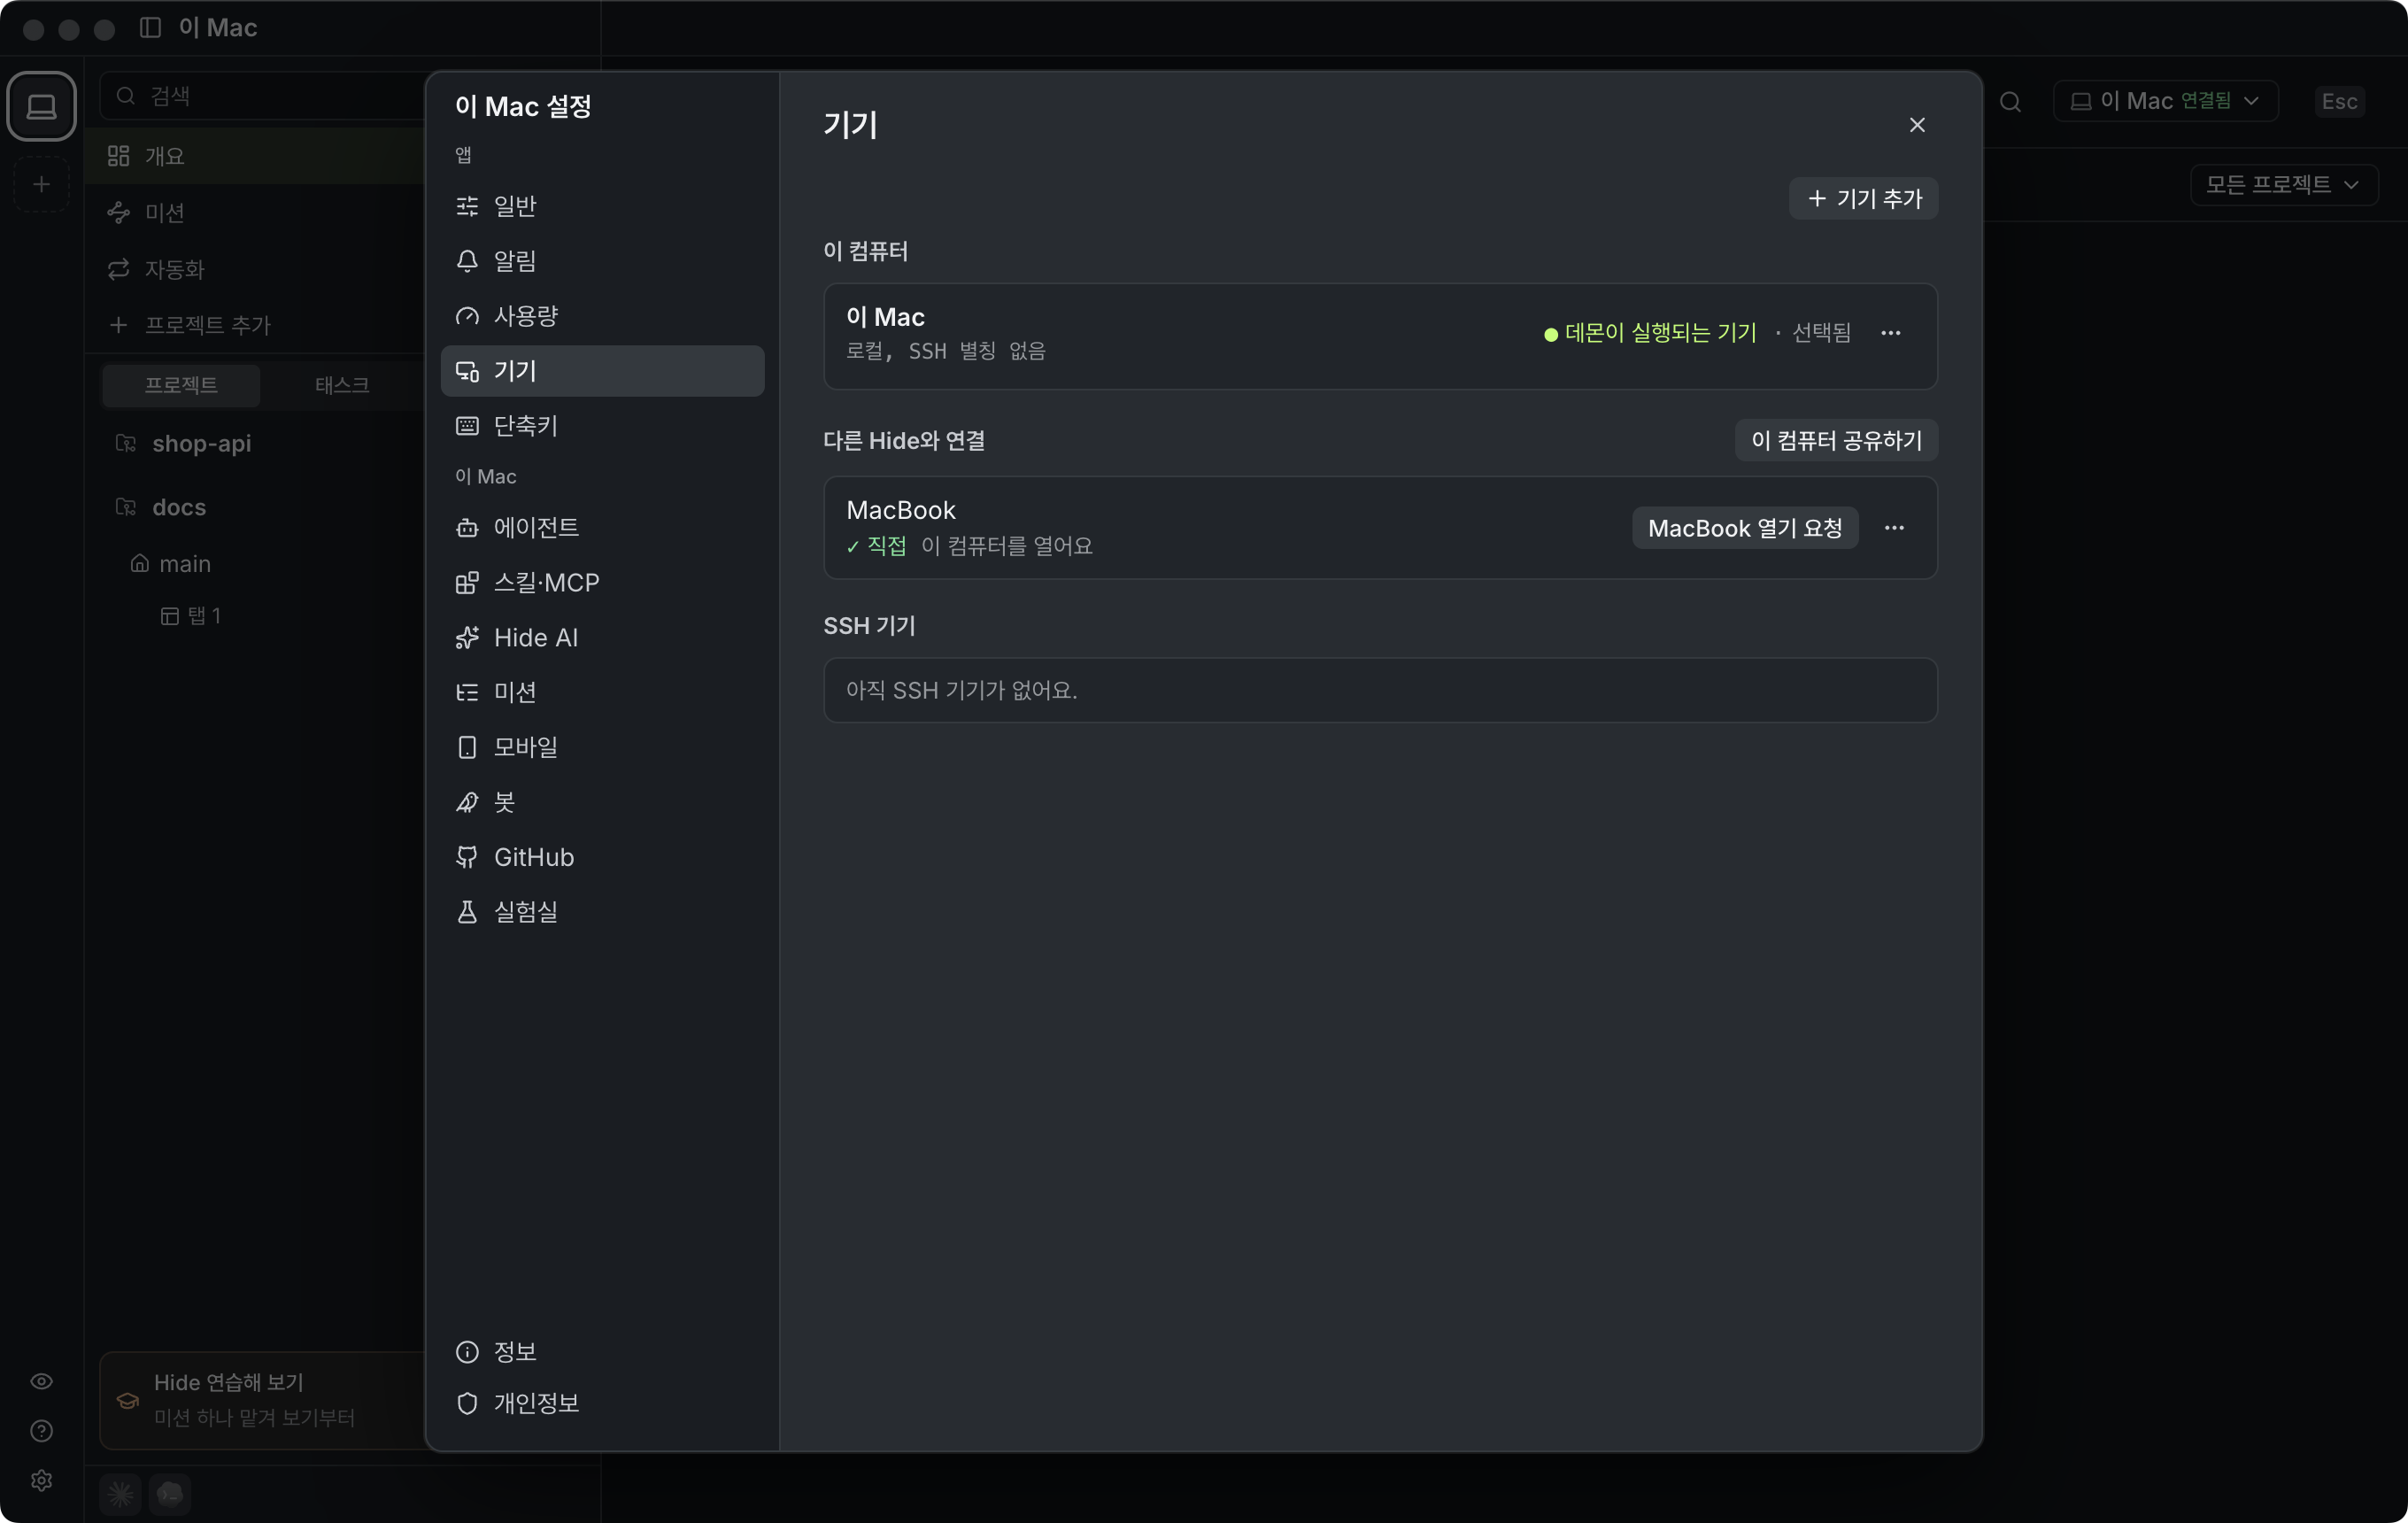 이 Mac
검색
개요
미션
자동화
프로젝트 추가
프로젝트
태스크
shop-api
docs
main
탭 1
Hide 연습해 보기
미션 하나 맡겨 보기부터
이 Mac 설정
앱
일반
알림
사용량
기기
단축키
이 Mac
에이전트
스킬·MCP
Hide AI
미션
모바일
봇
GitHub
실험실
정보
개인정보
기기
기기 추가
이 컴퓨터
이 Mac
로컬, SSH 별칭 없음
데몬이 실행되는 기기 · 선택됨
다른 Hide와 연결
이 컴퓨터 공유하기
MacBook
✓ 직접 이 컴퓨터를 열어요
MacBook 열기 요청
SSH 기기
아직 SSH 기기가 없어요.
이 Mac 연결됨
Esc
모든 프로젝트